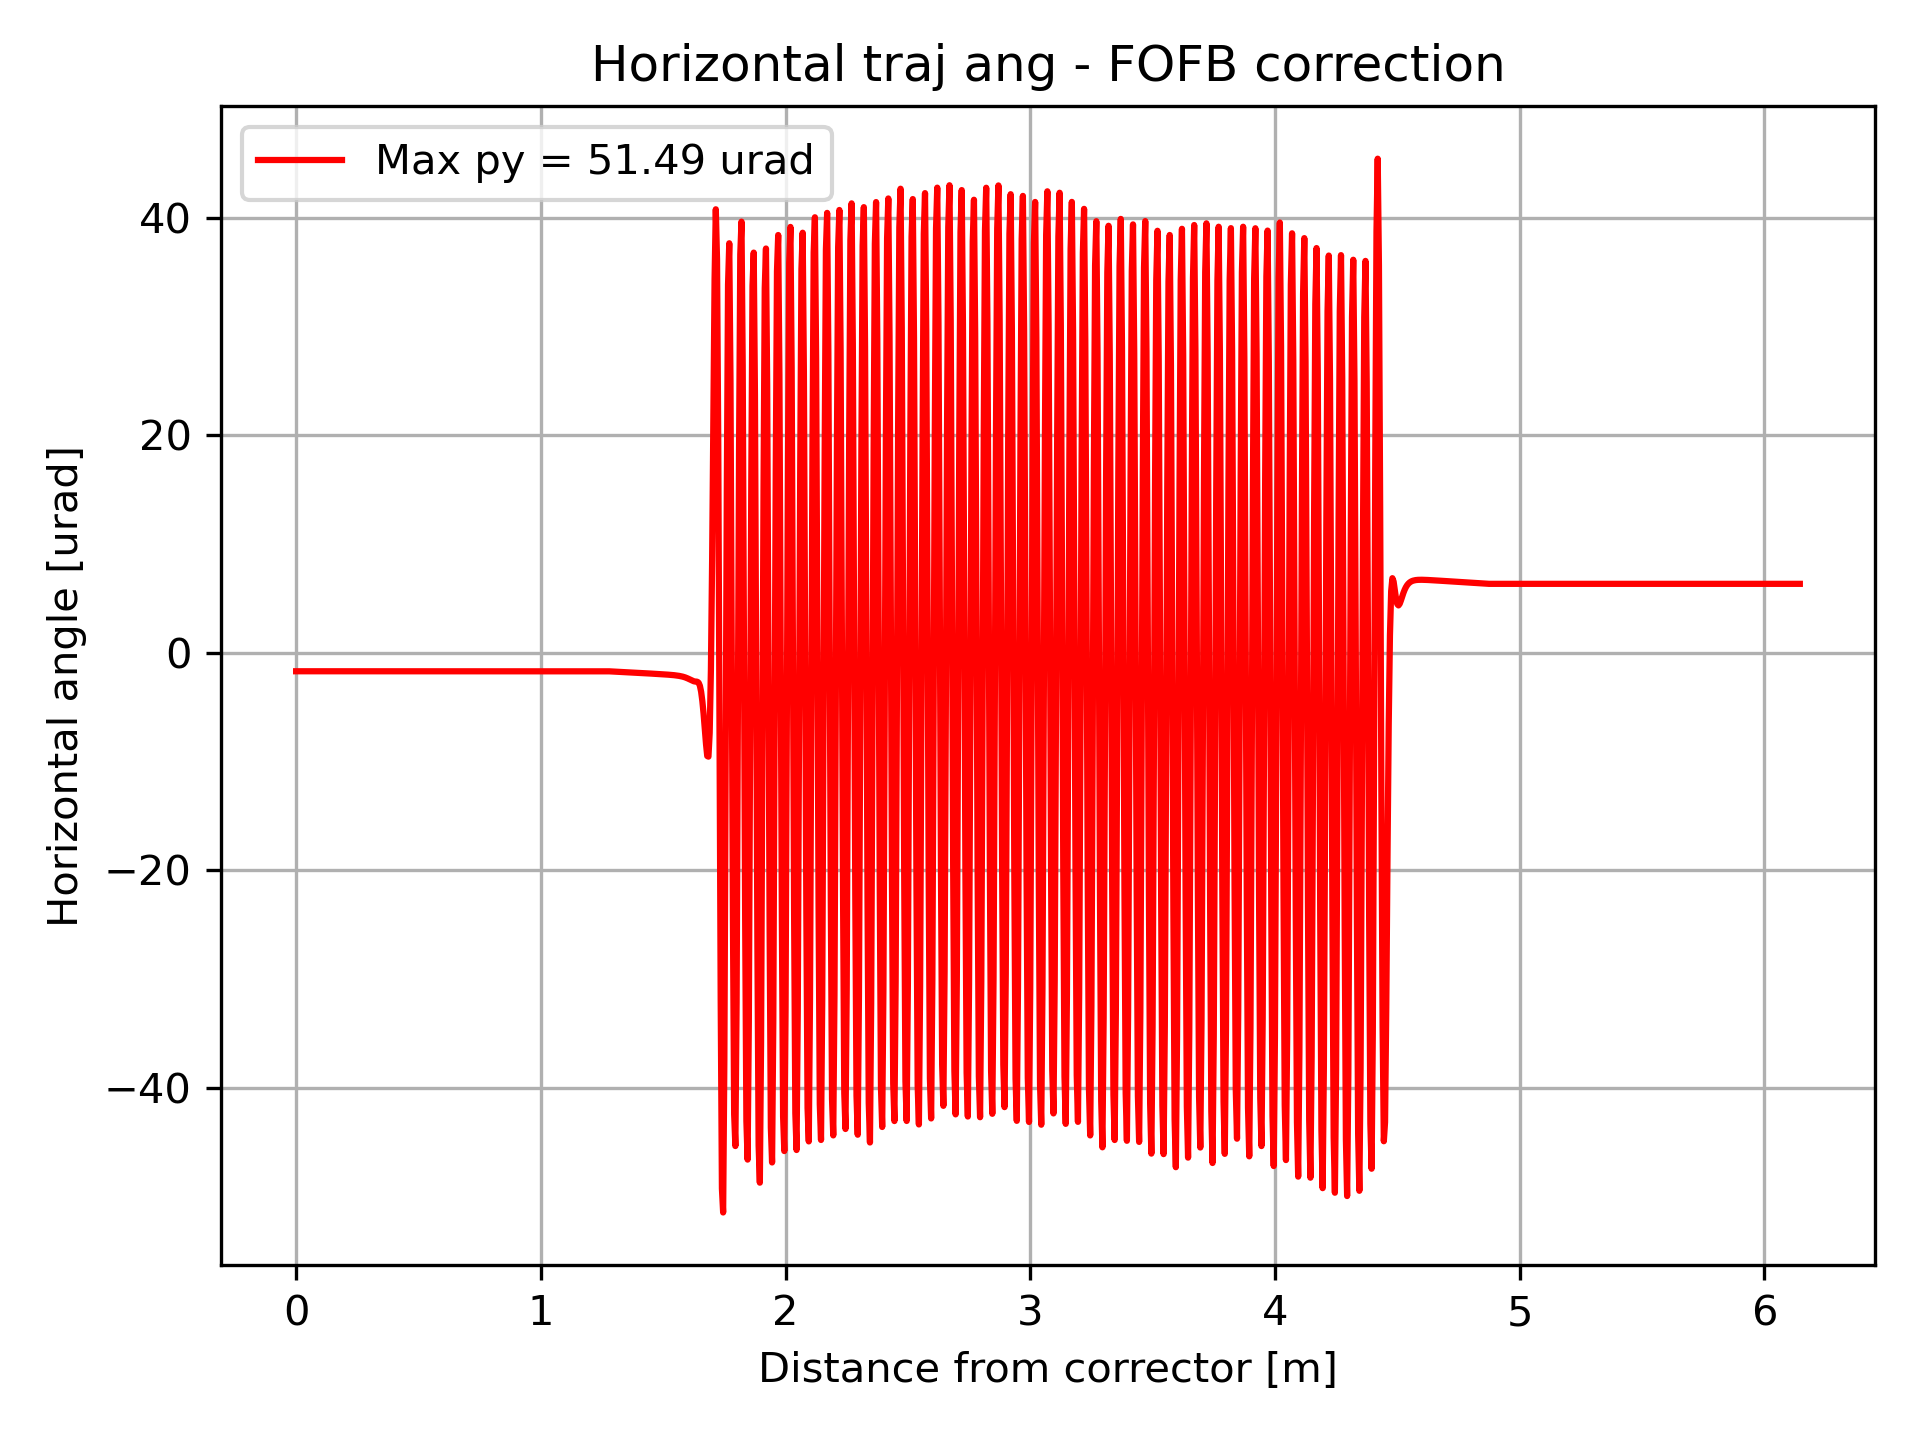 Horizontal traj ang - FOFB correction
Max py = 51.49 urad
Horizontal angle [urad]
40
20
0
−20
−40
0 1 2 3 4 5 6
Distance from corrector [m]